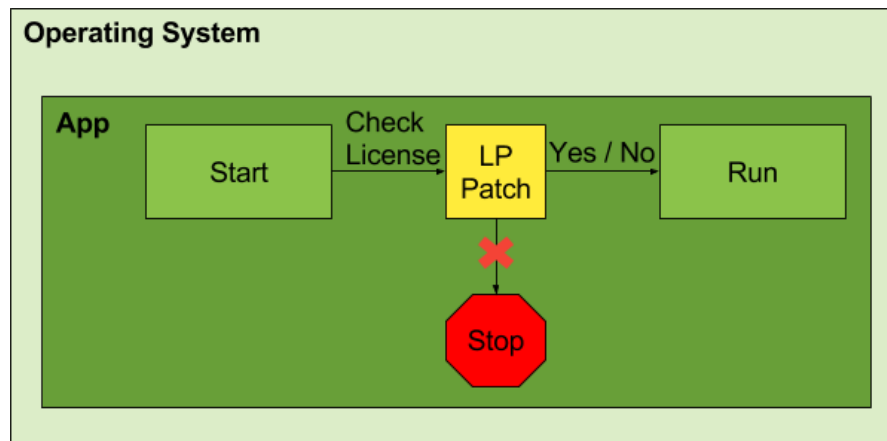 Operating System
App
Start
Check
License
LP
Patch
Yes / No
Run
Stop